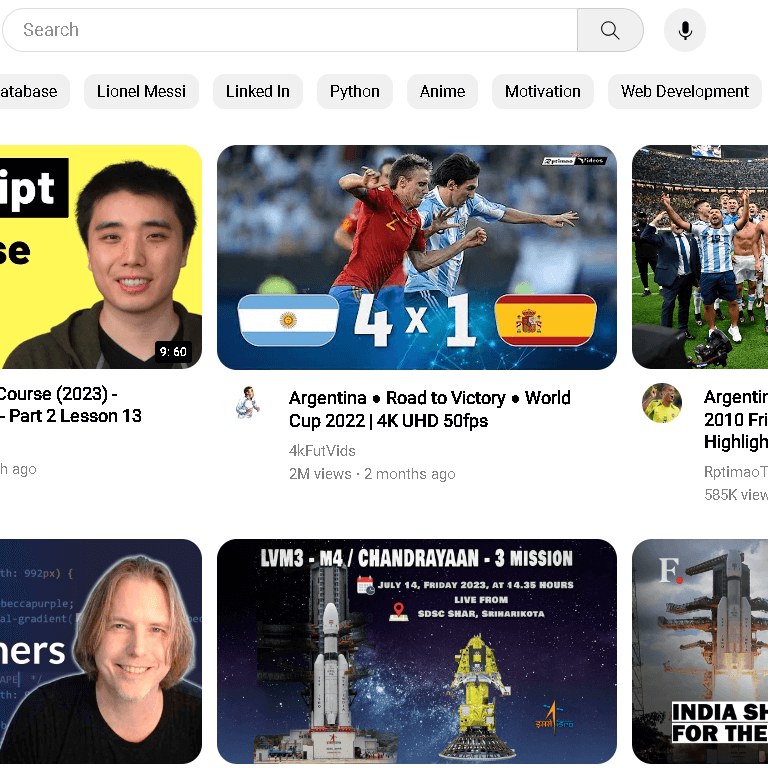 Search
atabase
Lionel Messi
Linked In
Python
Anime
Motivation
Web Development
ipt
se
9: 60
Rptimao Videos
2
4 x 1
10
Course (2023) -
- Part 2 Lesson 13
h ago
Argentina ● Road to Victory ● World
Cup 2022 | 4K UHD 50fps
4kFutVids
2M views · 2 months ago
Argentin
2010 Fri
Highligh
RptimaoT
585K view
th: 992px) {
beccapurple;
al-gradient(
ners
APE */
LVM3 - M4 / CHANDRAYAAN - 3 MISSION
JULY 14, FRIDAY 2023, AT 14.35 HOURS
LIVE FROM
SDSC SHAR, SRIHARIKOTA
इसरो isro
F.
INDIA SH
FOR THE